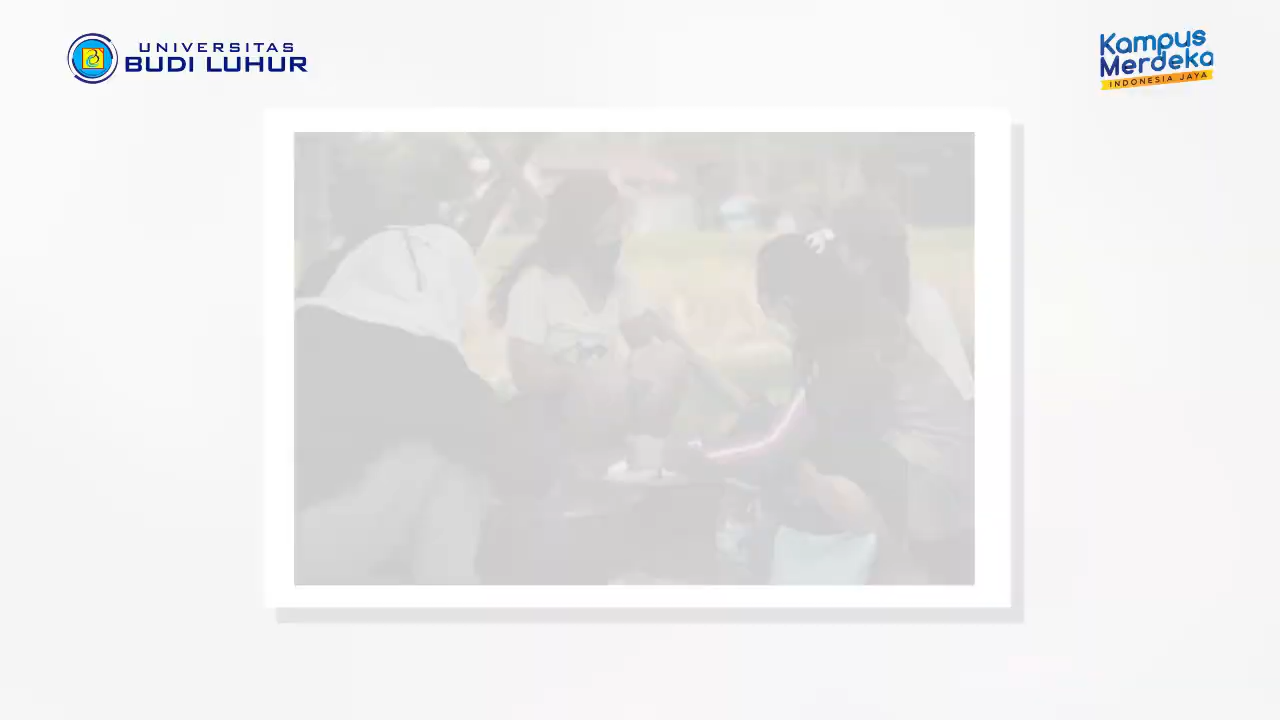 UNIVERSITAS
BUDI LUHUR
Kampus
Merdeka
INDONESIA JAYA